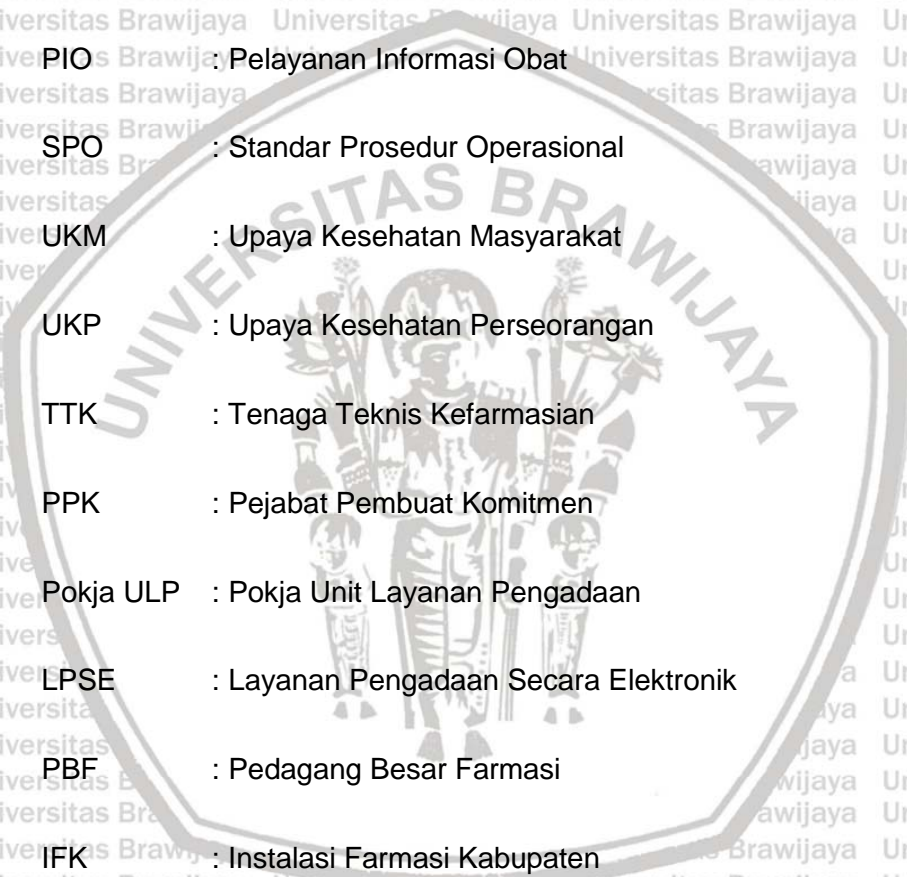 PIO : Pelayanan Informasi Obat
SPO : Standar Prosedur Operasional
UKM : Upaya Kesehatan Masyarakat
UKP : Upaya Kesehatan Perseorangan
TTK : Tenaga Teknis Kefarmasian
PPK : Pejabat Pembuat Komitmen
Pokja ULP : Pokja Unit Layanan Pengadaan
LPSE : Layanan Pengadaan Secara Elektronik
PBF : Pedagang Besar Farmasi
IFK : Instalasi Farmasi Kabupaten
UNIVERSITAS BRAWIJAYA